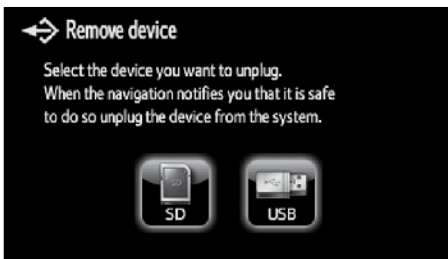 Remove device
Select the device you want to unplug.
When the navigation notifies you that it is safe
to do so unplug the device from the system.
SD
SD USB